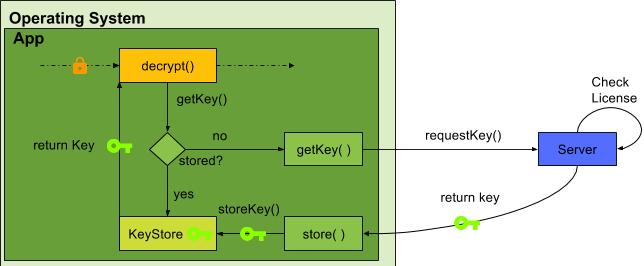 Operating System
App
decrypt()
getKey()
Check
License
return Key
no
stored?
getKey( )
requestKey()
Server
yes
return key
storeKey()
KeyStore
store( )